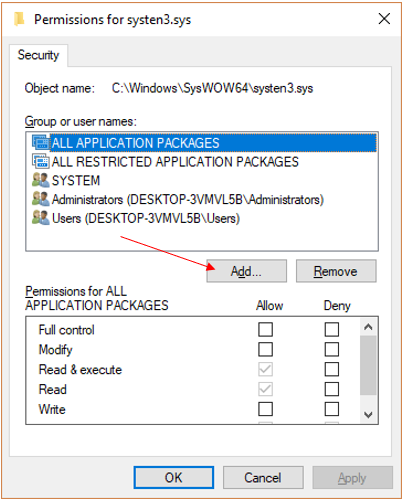 Permissions for systen3.sys
Security
Object name: C:\Windows\SysWOW64\systen3.sys
Group or user names:
ALL APPLICATION PACKAGES
ALL RESTRICTED APPLICATION PACKAGES
SYSTEM
Administrators (DESKTOP-3VMVL5B\Administrators)
Users (DESKTOP-3VMVL5B\Users)
Add... Remove
Permissions for ALL
APPLICATION PACKAGES Allow Deny
Full control
Modify
Read & execute
Read
Write
OK Cancel Apply